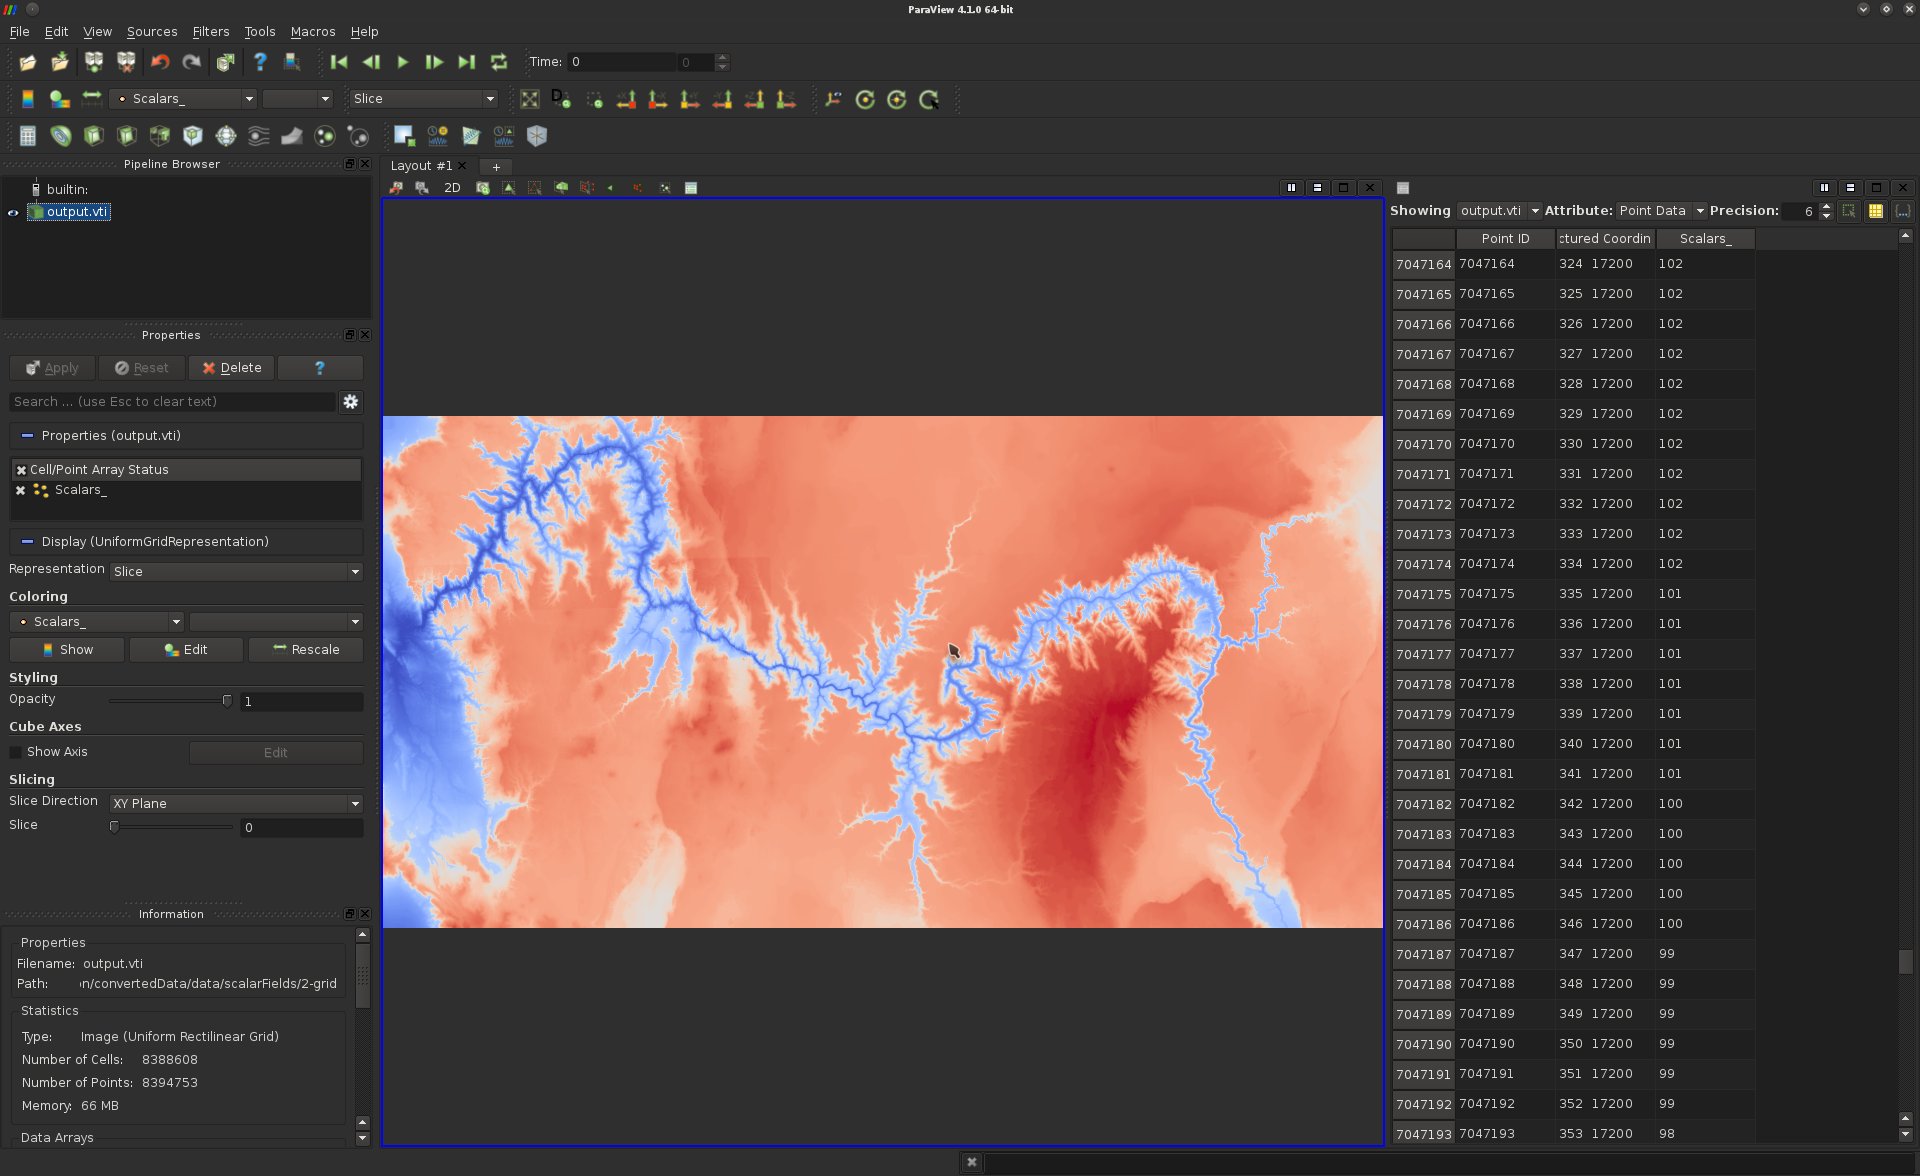 ParaView 4.1.0 64-bit
File Edit View Sources Filters Tools Macros Help
Time: 0 0
Scalars_ Slice
Pipeline Browser
builtin:
output.vti
Properties
Apply Reset Delete ?
Search ... (use Esc to clear text)
Properties (output.vti)
Cell/Point Array Status
Scalars_
Display (UniformGridRepresentation)
Representation Slice
Coloring
Scalars_
Show Edit Rescale
Styling
Opacity 1
Cube Axes
Show Axis Edit
Slicing
Slice Direction XY Plane
Slice 0
Information
Properties
Filename: output.vti
Path: n/convertedData/data/scalarFields/2-grid
Statistics
Type: Image (Uniform Rectilinear Grid)
Number of Cells: 8388608
Number of Points: 8394753
Memory: 66 MB
Data Arrays
Layout #1
2D
Showing output.vti Attribute: Point Data Precision: 6
Point ID ctured Coordin Scalars_
7047164 7047164 324 17200 102
7047165 7047165 325 17200 102
7047166 7047166 326 17200 102
7047167 7047167 327 17200 102
7047168 7047168 328 17200 102
7047169 7047169 329 17200 102
7047170 7047170 330 17200 102
7047171 7047171 331 17200 102
7047172 7047172 332 17200 102
7047173 7047173 333 17200 102
7047174 7047174 334 17200 102
7047175 7047175 335 17200 101
7047176 7047176 336 17200 101
7047177 7047177 337 17200 101
7047178 7047178 338 17200 101
7047179 7047179 339 17200 101
7047180 7047180 340 17200 101
7047181 7047181 341 17200 101
7047182 7047182 342 17200 100
7047183 7047183 343 17200 100
7047184 7047184 344 17200 100
7047185 7047185 345 17200 100
7047186 7047186 346 17200 100
7047187 7047187 347 17200 99
7047188 7047188 348 17200 99
7047189 7047189 349 17200 99
7047190 7047190 350 17200 99
7047191 7047191 351 17200 99
7047192 7047192 352 17200 99
7047193 7047193 353 17200 98